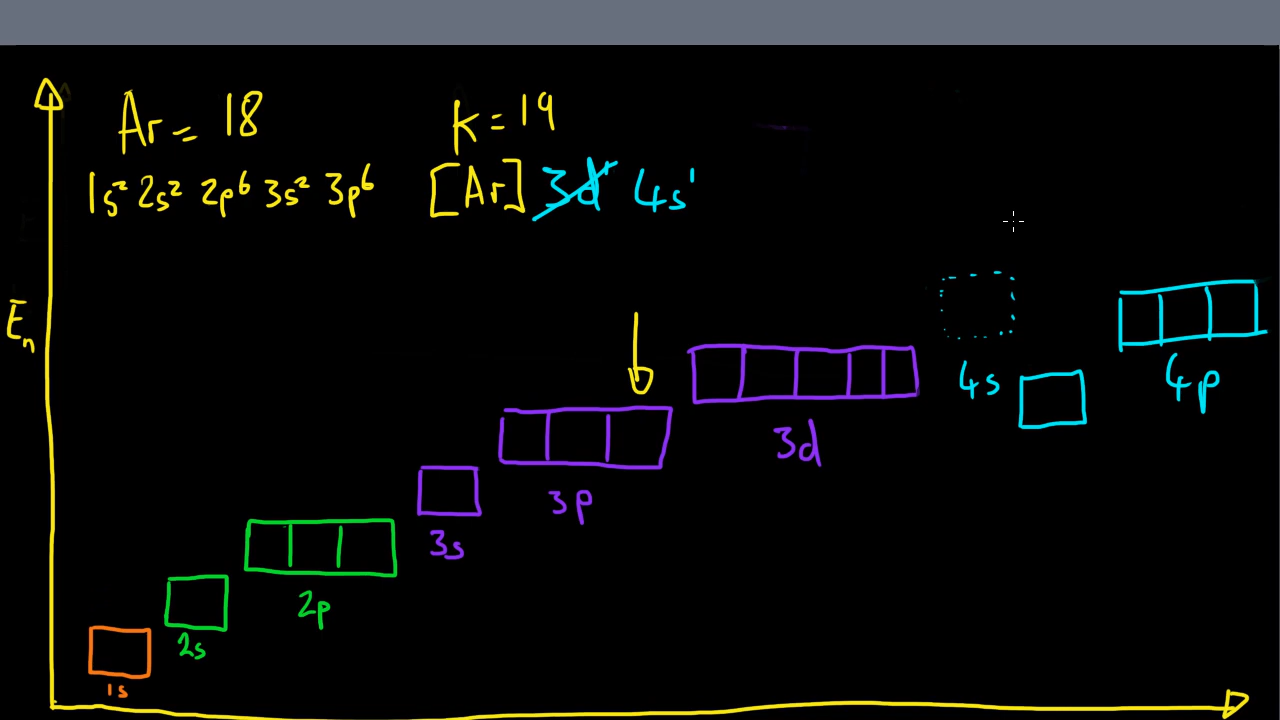 Ar = 18
K = 19
1s² 2s² 2p⁶ 3s² 3p⁶
[Ar] 3d¹ 4s¹
Eₙ
4s
4p
3d
3p
3s
2p
2s
1s